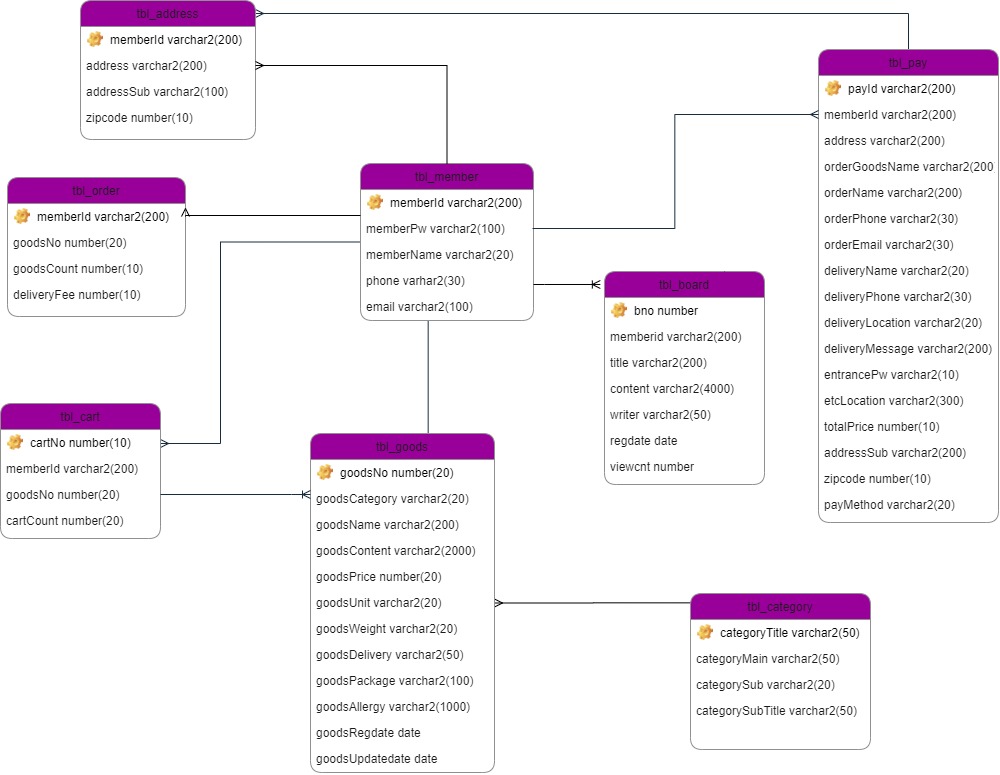 tbl_address
memberId varchar2(200)
address varchar2(200)
addressSub varchar2(100)
zipcode number(10)
tbl_pay
payId varchar2(200)
memberId varchar2(200)
address varchar2(200)
orderGoodsName varchar2(200
orderName varchar2(200)
orderPhone varchar2(30)
orderEmail varchar2(30)
deliveryName varchar2(20)
deliveryPhone varchar2(30)
deliveryLocation varchar2(20)
deliveryMessage varchar2(200)
entrancePw varchar2(10)
etcLocation varchar2(300)
totalPrice number(10)
addressSub varchar2(200)
zipcode number(10)
payMethod varchar2(20)
tbl_member
memberId varchar2(200)
memberPw varchar2(100)
memberName varchar2(20)
phone varhar2(30)
email varchar2(100)
tbl_order
memberId varchar2(200)
goodsNo number(20)
goodsCount number(10)
deliveryFee number(10)
tbl_board
bno number
memberid varchar2(200)
title varchar2(200)
content varchar2(4000)
writer varchar2(50)
regdate date
viewcnt number
tbl_cart
cartNo number(10)
memberId varchar2(200)
goodsNo number(20)
cartCount number(20)
tbl_goods
goodsNo number(20)
goodsCategory varchar2(20)
goodsName varchar2(200)
goodsContent varchar2(2000)
goodsPrice number(20)
goodsUnit varchar2(20)
goodsWeight varchar2(20)
goodsDelivery varchar2(50)
goodsPackage varchar2(100)
goodsAllergy varchar2(1000)
goodsRegdate date
goodsUpdatedate date
tbl_category
categoryTitle varchar2(50)
categoryMain varchar2(50)
categorySub varchar2(20)
categorySubTitle varchar2(50)